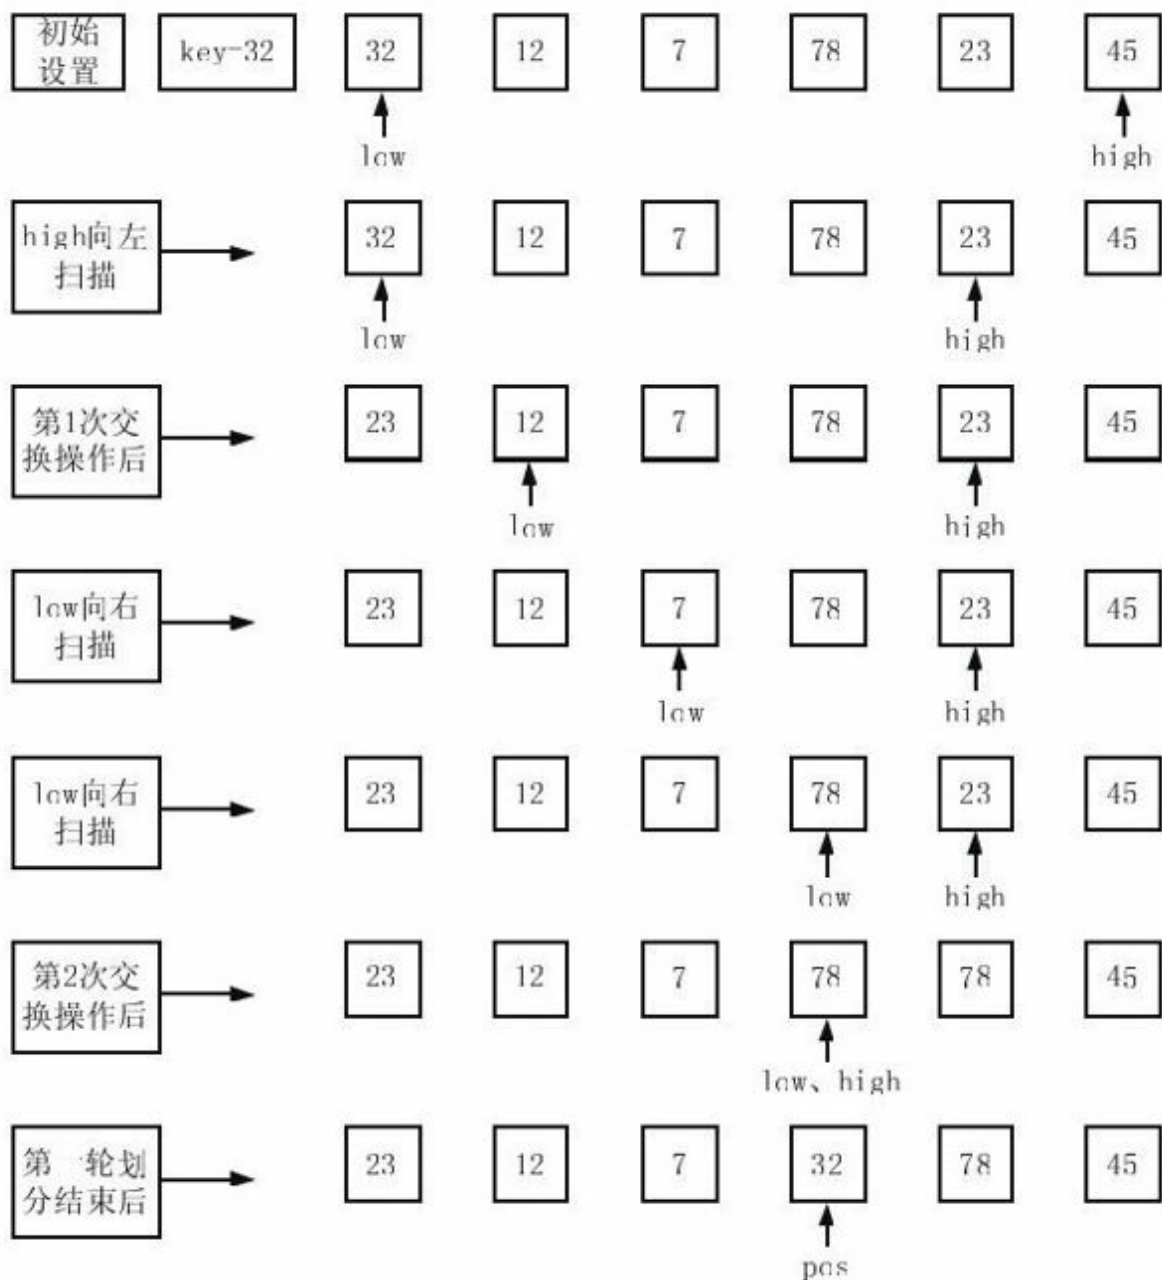 初始
设置
key-32
32 12 7 78 23 45
low high
high向左
扫描
32 12 7 78 23 45
low high
第1次交
换操作后
23 12 7 78 23 45
low high
low向右
扫描
23 12 7 78 23 45
low high
low向右
扫描
23 12 7 78 23 45
low high
第2次交
换操作后
23 12 7 78 78 45
low、high
第一轮划
分结束后
23 12 7 32 78 45
pos